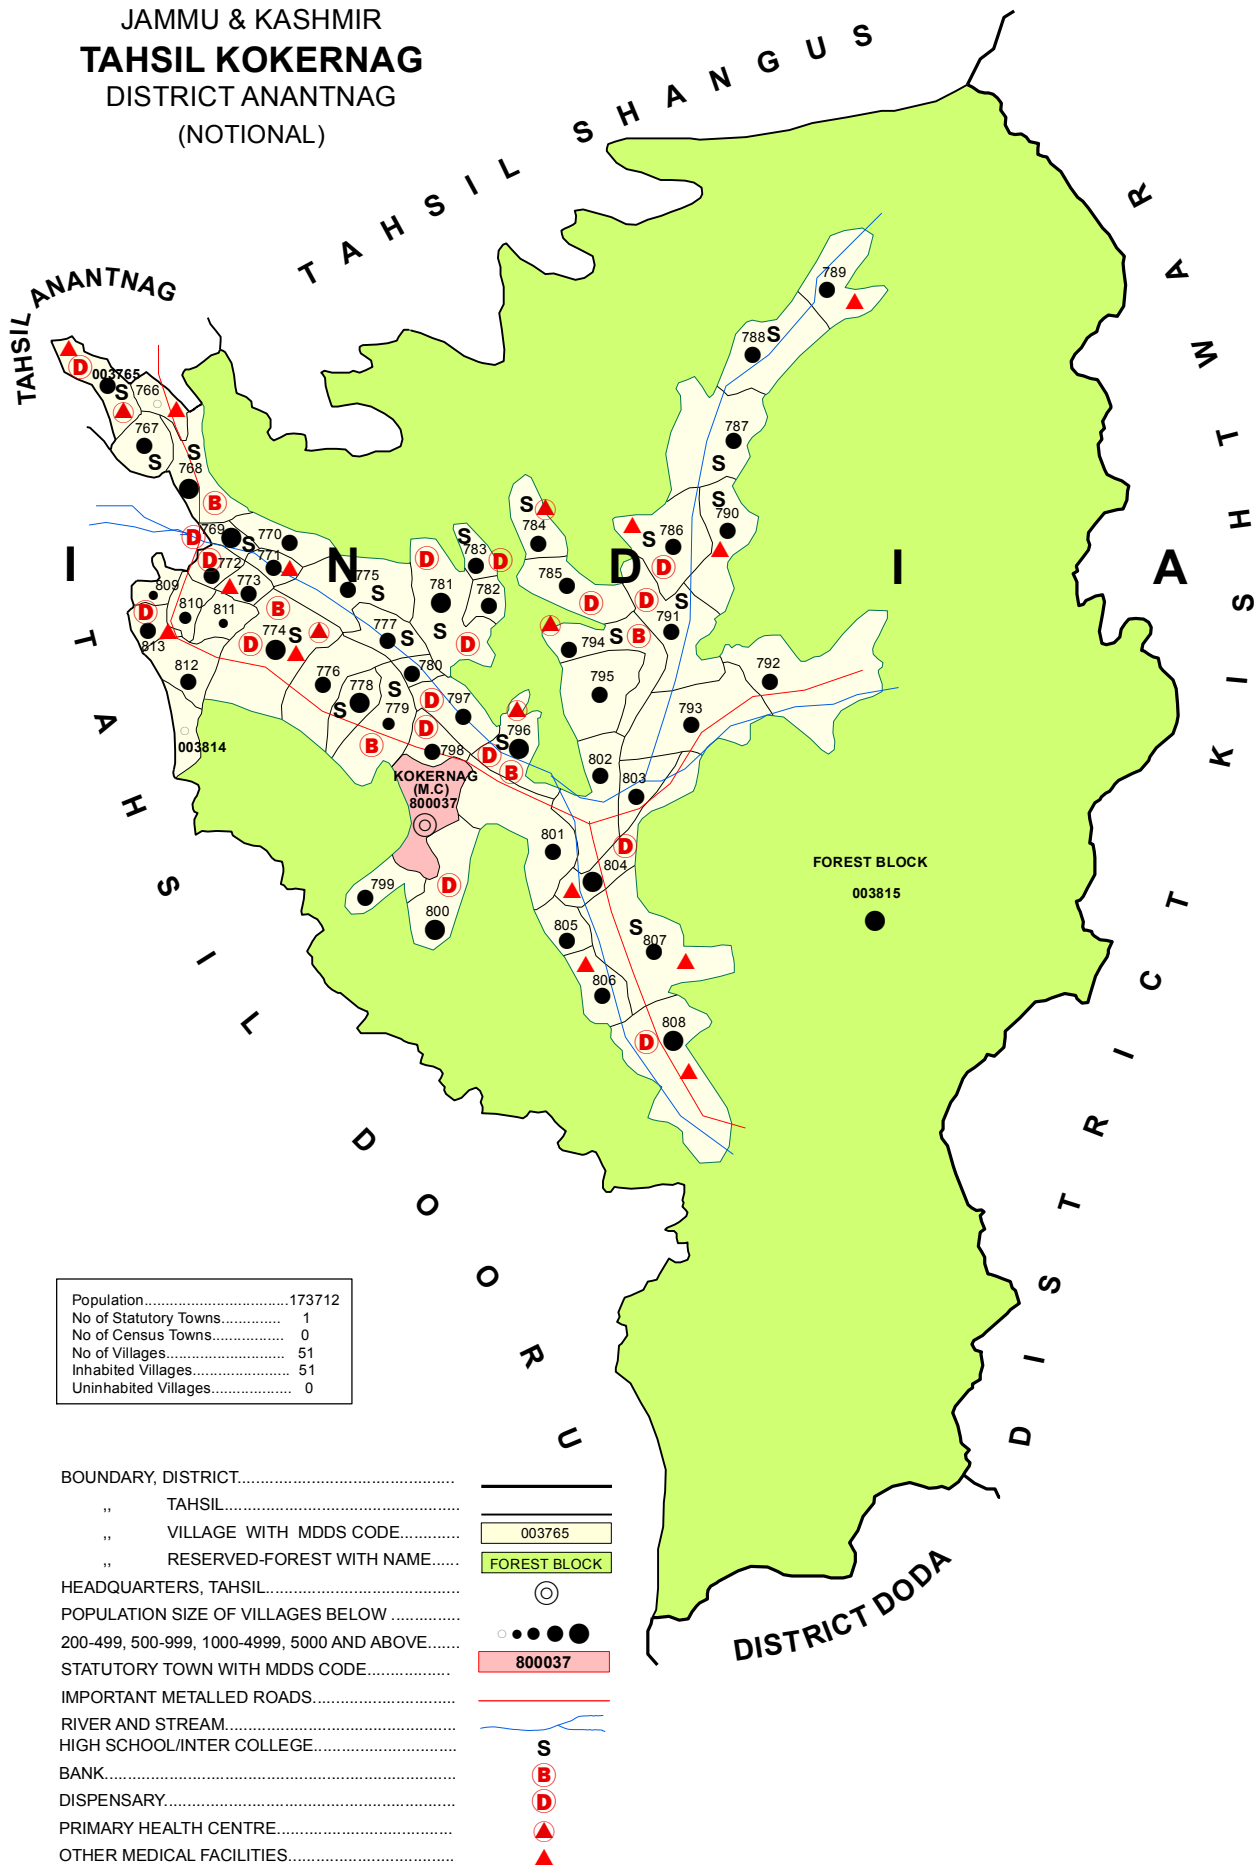 JAMMU & KASHMIR
TAHSIL KOKERNAG
DISTRICT ANANTNAG
(NOTIONAL)
TAHSIL SHANGUS
TAHSIL ANANTNAG
DISTRICT KISHTWAR
TAHSIL DOORU
DISTRICT DODA
I N D I A
789
788 S
787
S
S
790
D
003765
S
766
767
S
S
768
B
D
769
S
770
D
772
771
773
775
S
B
809
810
811
D
813
774
S
D
812
003814
776
777
S
778
S
S
779
780
D
D
B
781
S
D
783
S
D
782
D
S
784
785
D
786
S
D
D
S
791
794
S
B
795
792
793
797
796
S
D
B
798
KOKERNAG
(M.C)
800037
799
800
D
802
803
801
804
D
805
806
S
807
808
D
FOREST BLOCK
003815
Population.................................173712
No of Statutory Towns.............. 1
No of Census Towns................. 0
No of Villages............................ 51
Inhabited Villages....................... 51
Uninhabited Villages................... 0
BOUNDARY, DISTRICT...............................................
,, TAHSIL...................................................
,, VILLAGE WITH MDDS CODE............. 003765
,, RESERVED-FOREST WITH NAME...... FOREST BLOCK
HEADQUARTERS, TAHSIL..........................................
POPULATION SIZE OF VILLAGES BELOW ...............
200-499, 500-999, 1000-4999, 5000 AND ABOVE.......
STATUTORY TOWN WITH MDDS CODE.................. 800037
IMPORTANT METALLED ROADS...............................
RIVER AND STREAM..................................................
HIGH SCHOOL/INTER COLLEGE............................... S
BANK............................................................................ B
DISPENSARY............................................................... D
PRIMARY HEALTH CENTRE......................................
OTHER MEDICAL FACILITIES....................................